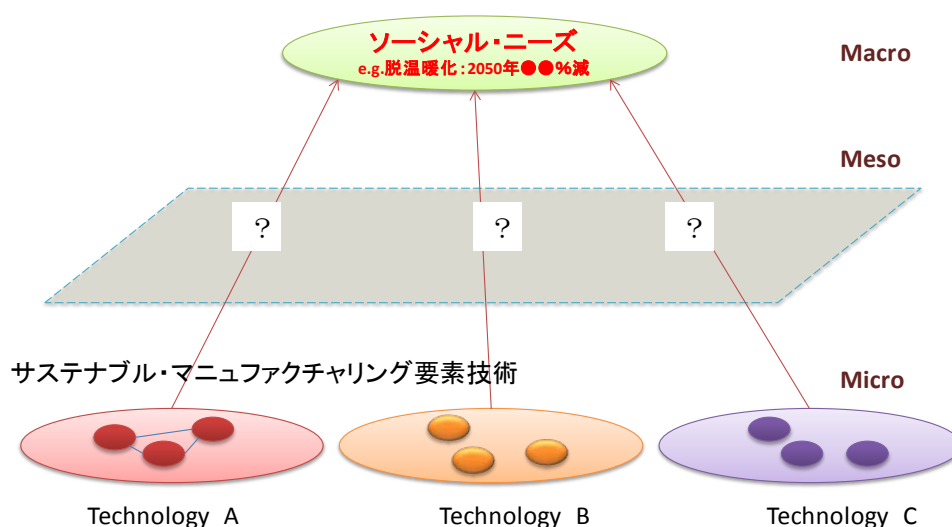 ソーシャル・ニーズ
e.g.脱温暖化:2050年●●%減
Macro
Meso
?
?
?
サステナブル・マニュファクチャリング要素技術
Micro
Technology A
Technology B
Technology C